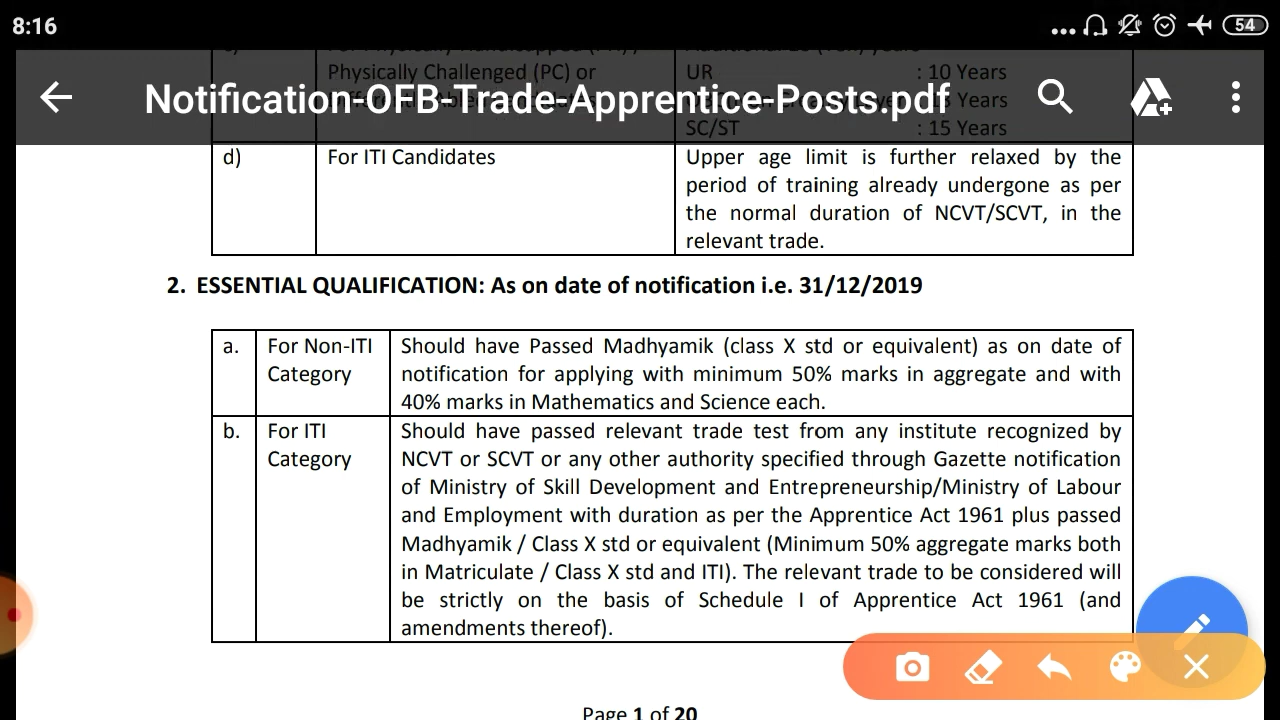 8:16
54
Notification-OFB-Trade-Apprentice-Posts.pdf
Physically Challenged (PC) or
UR : 10 Years
Years
SC/ST : 15 Years
d) For ITI Candidates Upper age limit is further relaxed by the
period of training already undergone as per
the normal duration of NCVT/SCVT, in the
relevant trade.
2. ESSENTIAL QUALIFICATION: As on date of notification i.e. 31/12/2019
a. For Non-ITI Should have Passed Madhyamik (class X std or equivalent) as on date of
Category notification for applying with minimum 50% marks in aggregate and with
40% marks in Mathematics and Science each.
b. For ITI Should have passed relevant trade test from any institute recognized by
Category NCVT or SCVT or any other authority specified through Gazette notification
of Ministry of Skill Development and Entrepreneurship/Ministry of Labour
and Employment with duration as per the Apprentice Act 1961 plus passed
Madhyamik / Class X std or equivalent (Minimum 50% aggregate marks both
in Matriculate / Class X std and ITI). The relevant trade to be considered will
be strictly on the basis of Schedule I of Apprentice Act 1961 (and
amendments thereof).
Page 1 of 20